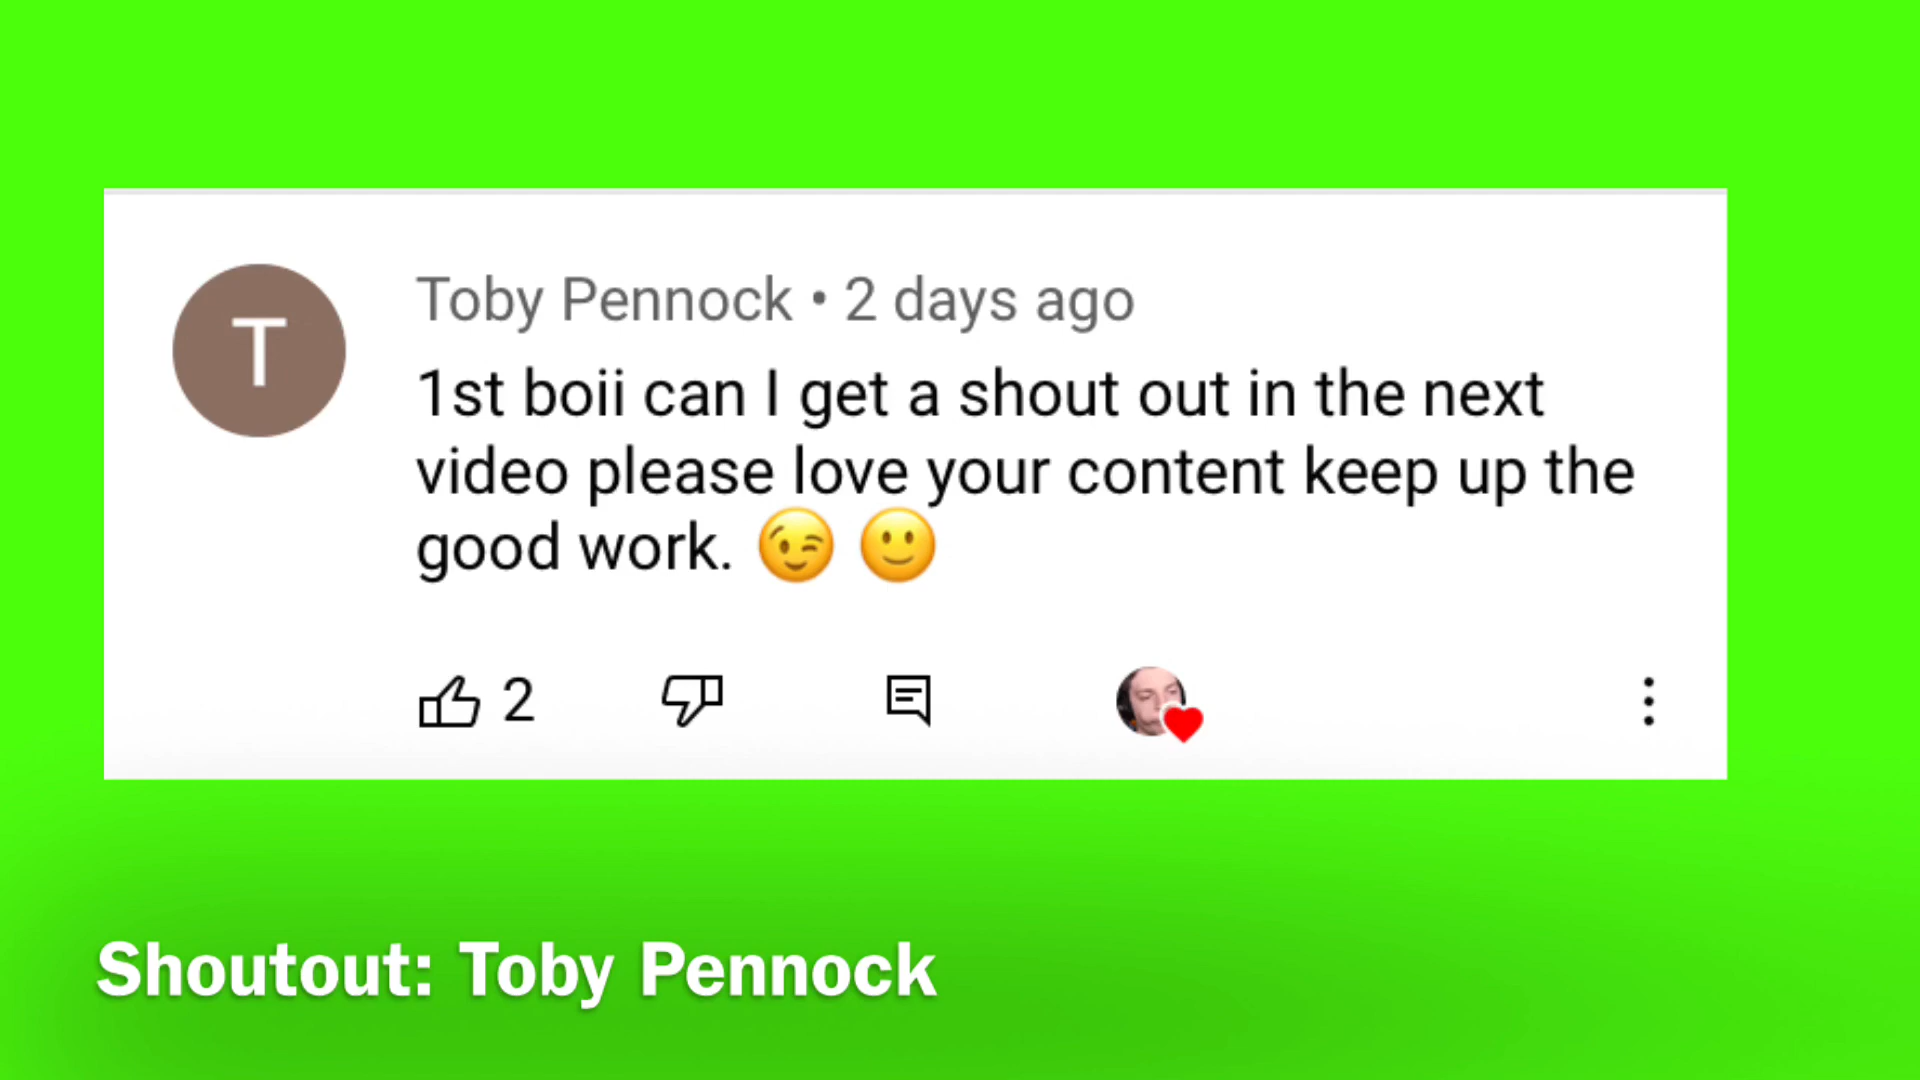 T
Toby Pennock • 2 days ago
1st boii can I get a shout out in the next
video please love your content keep up the
good work. 😉 🙂
2
Shoutout: Toby Pennock